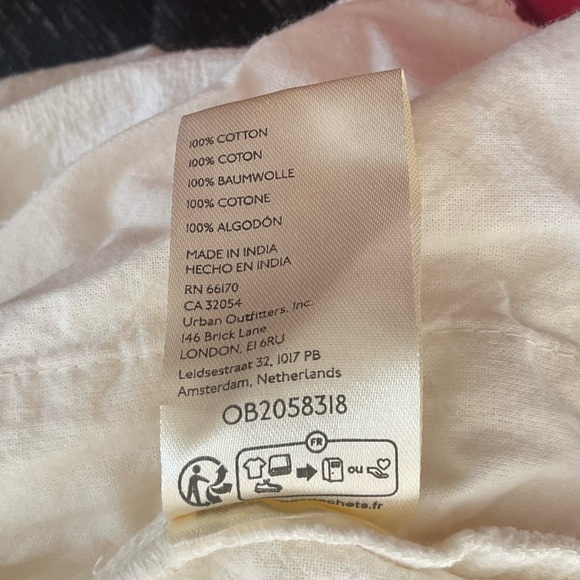 100% COTTON
100% COTON
100% BAUMWOLLE
100% COTONE
100% ALGODÓN
MADE IN INDIA
HECHO EN INDIA
RN 66170
CA 32054
Urban Outfitters, Inc.
146 Brick Lane
LONDON, E1 6RU
Leidsestraat 32, 1017 PB
Amsterdam, Netherlands
OB2058318
FR
ou